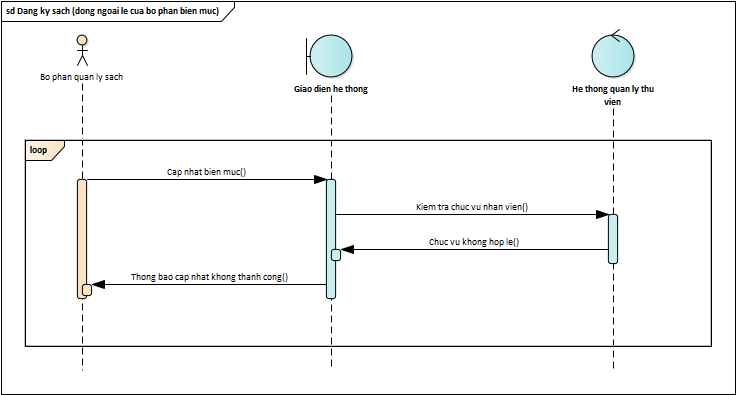 sd Dang ky sach (dong ngoai le cua bo phan bien muc)
Bo phan quan ly sach
Giao dien he thong
He thong quan ly thu
vien
loop
Cap nhat bien muc()
Kiem tra chuc vu nhan vien()
Chuc vu khong hop le()
Thong bao cap nhat khong thanh cong()